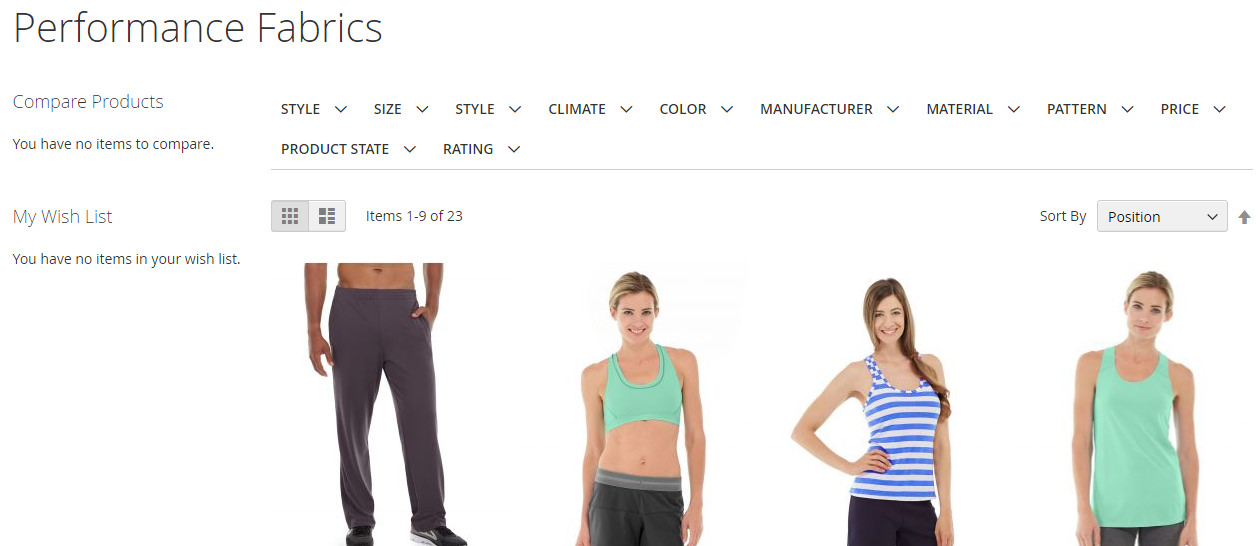 Performance Fabrics
Compare Products
You have no items to compare.
My Wish List
You have no items in your wish list.
STYLE SIZE STYLE CLIMATE COLOR MANUFACTURER MATERIAL PATTERN PRICE
PRODUCT STATE RATING
Items 1-9 of 23
Sort By Position